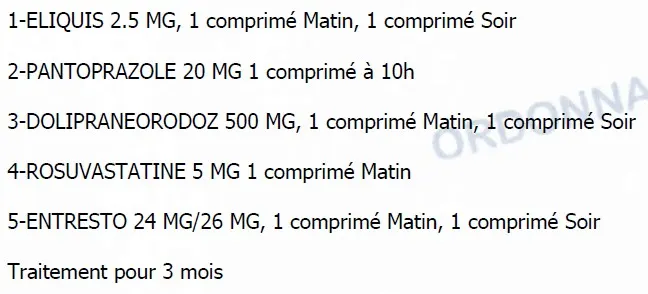 1-ELIQUIS 2.5 MG, 1 comprimé Matin, 1 comprimé Soir
2-PANTOPRAZOLE 20 MG 1 comprimé à 10h
3-DOLIPRANEORODOZ 500 MG, 1 comprimé Matin, 1 comprimé Soir
ORDONNA
4-ROSUVASTATINE 5 MG 1 comprimé Matin
5-ENTRESTO 24 MG/26 MG, 1 comprimé Matin, 1 comprimé Soir
Traitement pour 3 mois